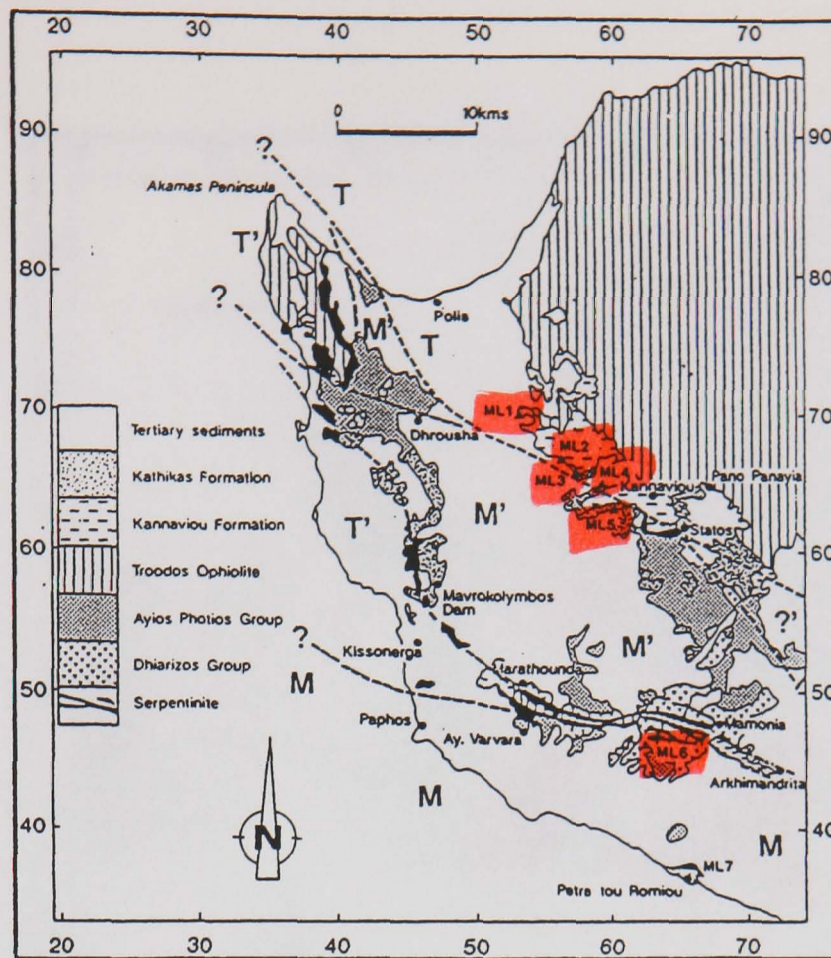 20 30 40 50 60 70
0 10kms
90 90
?
Akamas Peninsula T
T'
80 80
?
Polis
M' T
70 70
ML1
Tertiary sediments
Dhrousha
ML2
Kathikas Formation
ML3 ML4 Pano Panayia
Kannaviou
Kannaviou Formation
M'
ML5 Statos
T'
60 60
Troodos Ophiolite
Mavrokolymbos
Dam
Ayios Photios Group
?'
?
Kissonerga
M'
Dhiarizos Group
M
Marathounda
50 50
Serpentinite
Paphos
Mamonia
Ay. Varvara
ML6
Arkhimandrita
M
40 40
N
M
ML7
Petra tou Romiou
20 30 40 50 60 70